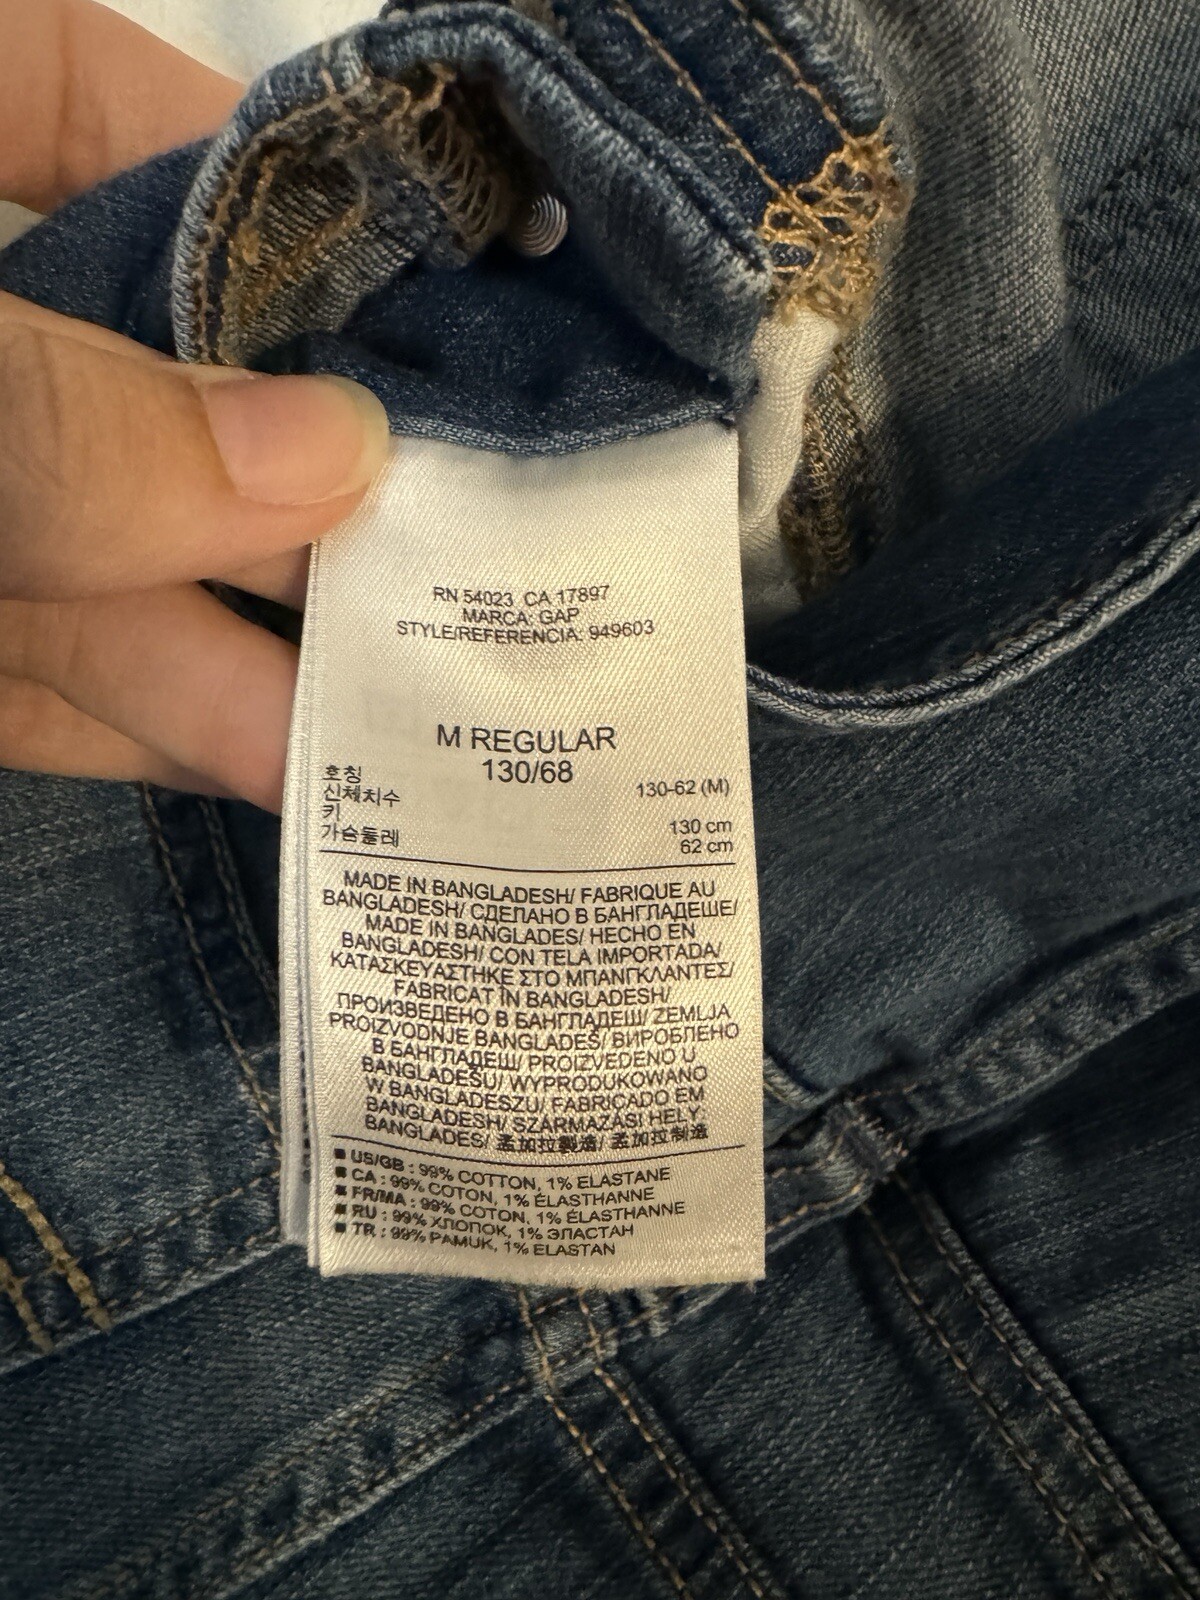 RN 54023 CA 17897
MARCA: GAP
STYLE/REFERENCIA: 949603
M REGULAR
130/68
호칭 130-62 (M)
신체치수
키 130 cm
가슴둘레 62 cm
MADE IN BANGLADESH/ FABRIQUE AU
BANGLADESH/ СДЕЛАНО В БАНГЛАДЕШЕ/
MADE IN BANGLADES/ HECHO EN
BANGLADESH/ CON TELA IMPORTADA/
ΚΑΤΑΣΚΕΥΑΣΤΗΚΕ ΣΤΟ ΜΠΑΝΓΚΛΑΝΤΕΣ/
FABRICAT ÎN BANGLADESH/
ПРОИЗВЕДЕНО В БАНГЛАДЕШ/ ZEMLJA
PROIZVODNJE BANGLADEŠ/ ВИРОБЛЕНО
В БАНГЛАДЕШ/ PROIZVEDENO U
BANGLADEŠU/ WYPRODUKOWANO
W BANGLADESZU/ FABRICADO EM
BANGLADESH/ SZÁRMAZÁSI HELY:
BANGLADES/ 孟加拉製造/ 孟加拉制造
■ US/GB : 99% COTTON, 1% ELASTANE
■ CA : 99% COTON, 1% ÉLASTHANNE
■ FR/MA : 99% COTON, 1% ÉLASTHANNE
■ RU : 99% ХЛОПОК, 1% ЭЛАСТАН
■ TR : 99% PAMUK, 1% ELASTAN